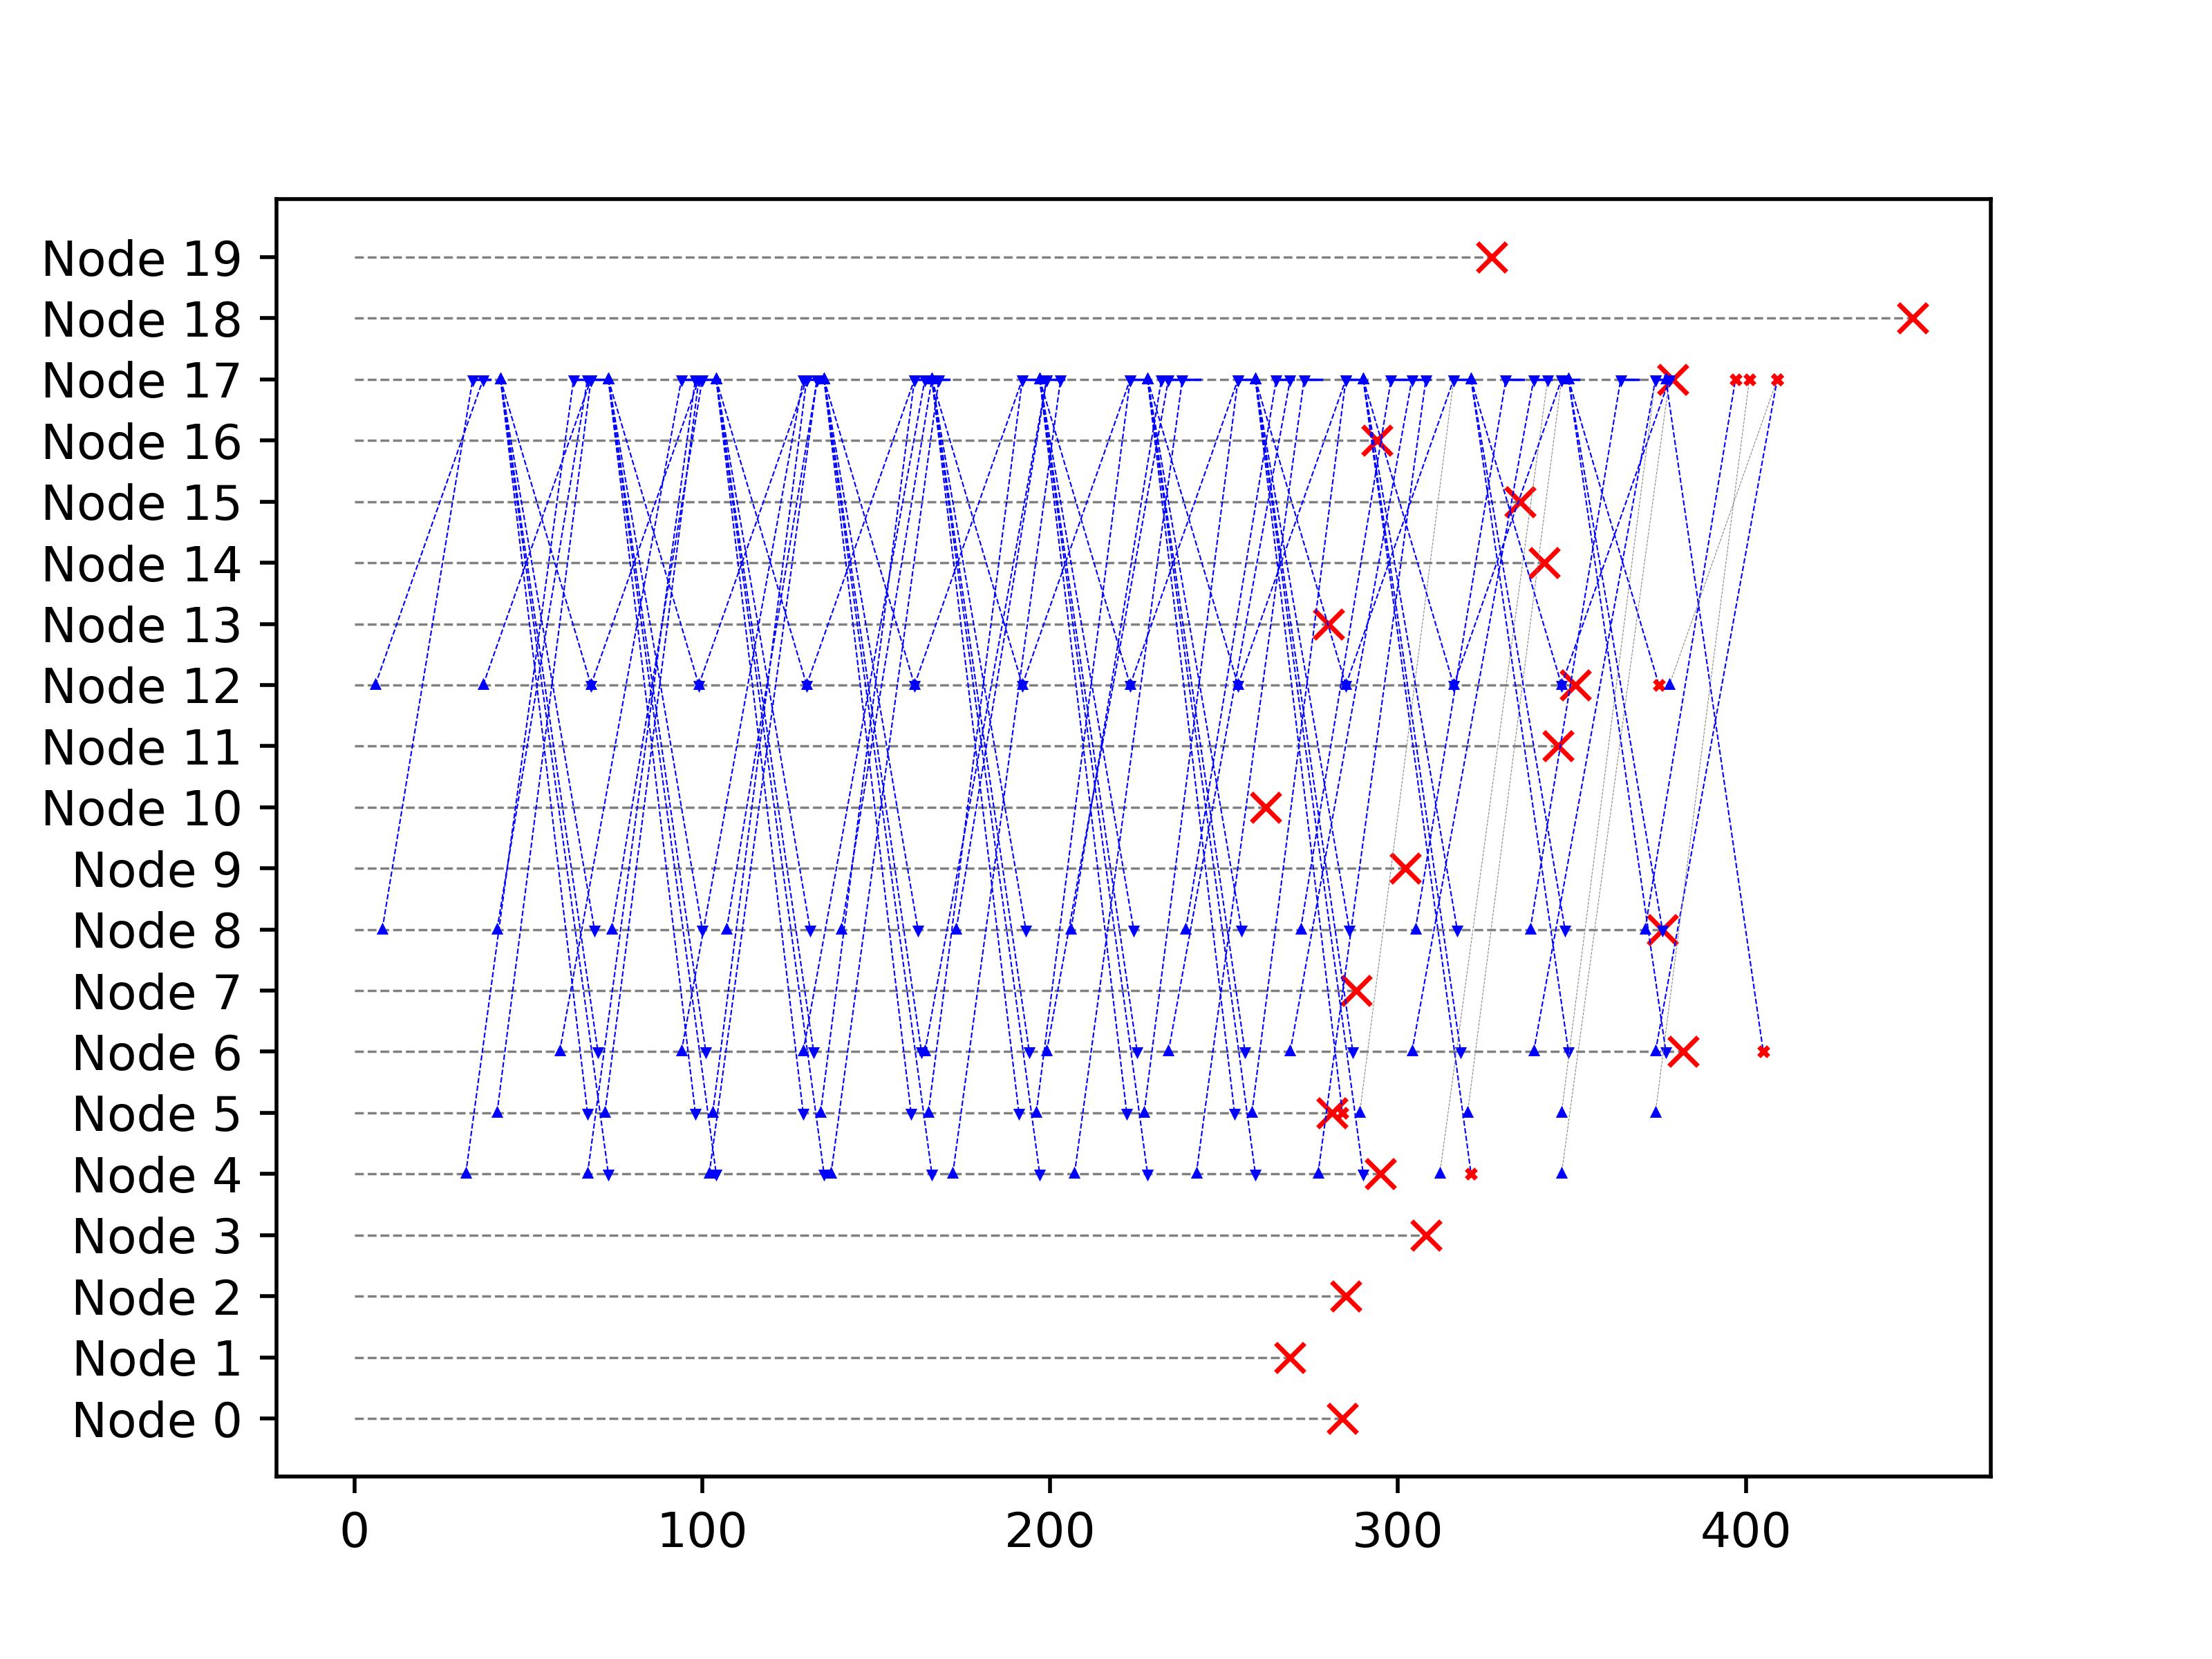 Node 19
Node 18
Node 17
Node 16
Node 15
Node 14
Node 13
Node 12
Node 11
Node 10
Node 9
Node 8
Node 7
Node 6
Node 5
Node 4
Node 3
Node 2
Node 1
Node 0
0 100 200 300 400